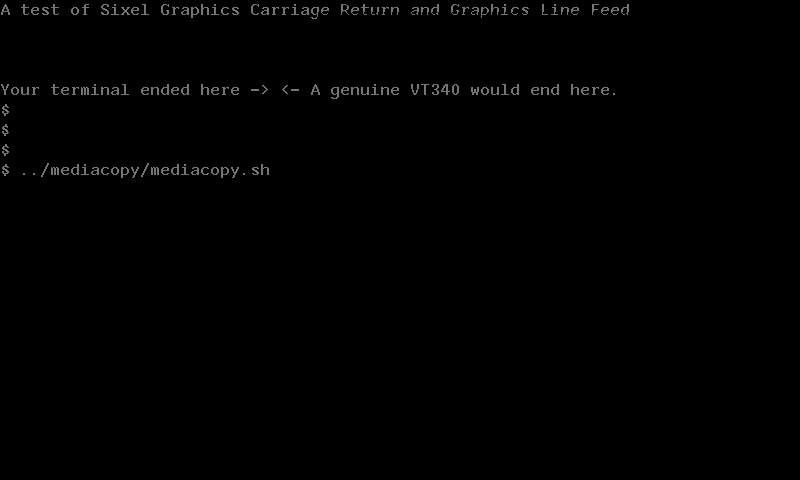 A test of Sixel Graphics Carriage Return and Graphics Line Feed
Your terminal ended here -> <- A genuine VT340 would end here.
$
$
$
$ ../mediacopy/mediacopy.sh